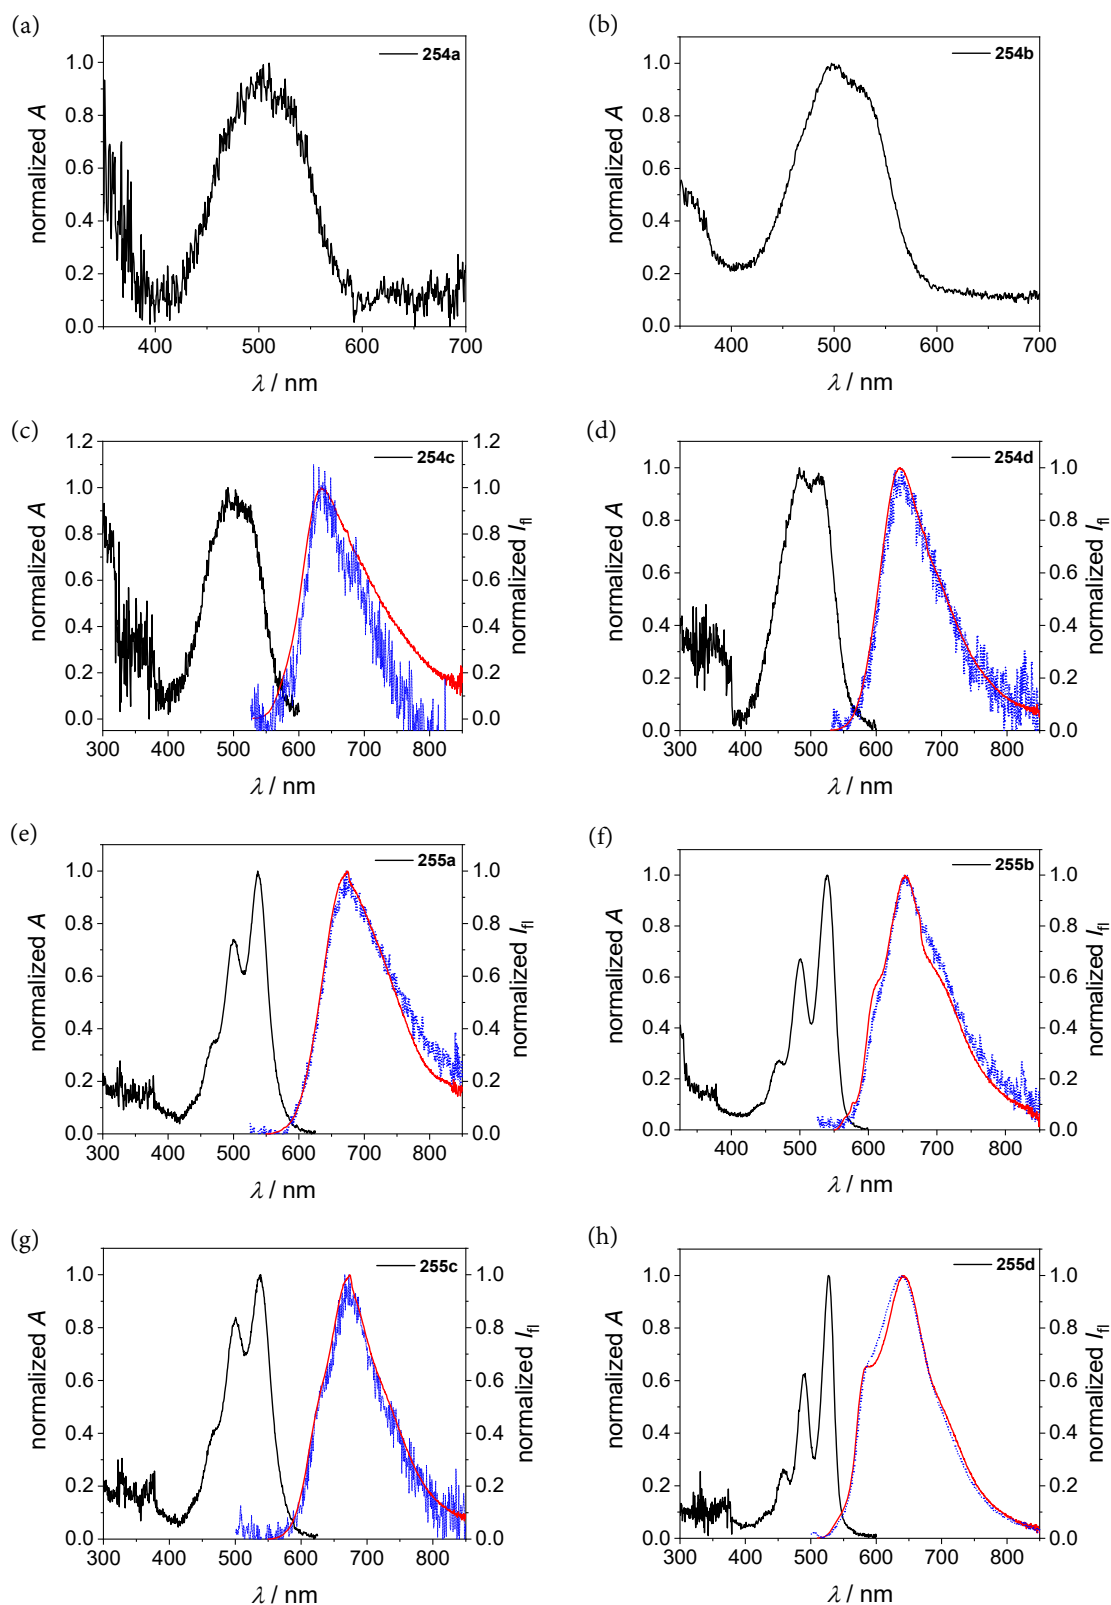 (a)
254a
normalized A
1.0
0.8
0.6
0.4
0.2
0.0
400 500 600 700
λ / nm
(b)
254b
normalized A
1.0
0.8
0.6
0.4
0.2
0.0
400 500 600 700
λ / nm
(c)
254c
normalized A
1.2
1.0
0.8
0.6
0.4
0.2
0.0
1.2
1.0
0.8
0.6
0.4
0.2
0.0
normalized Ifl
300 400 500 600 700 800
λ / nm
(d)
254d
normalized A
1.0
0.8
0.6
0.4
0.2
0.0
1.0
0.8
0.6
0.4
0.2
0.0
normalized Ifl
300 400 500 600 700 800
λ / nm
(e)
255a
normalized A
1.0
0.8
0.6
0.4
0.2
0.0
1.0
0.8
0.6
0.4
0.2
0.0
normalized Ifl
300 400 500 600 700 800
λ / nm
(f)
255b
normalized A
1.0
0.8
0.6
0.4
0.2
0.0
1.0
0.8
0.6
0.4
0.2
0.0
normalized Ifl
400 500 600 700 800
λ / nm
(g)
255c
normalized A
1.0
0.8
0.6
0.4
0.2
0.0
1.0
0.8
0.6
0.4
0.2
0.0
normalized Ifl
300 400 500 600 700 800
λ / nm
(h)
255d
normalized A
1.0
0.8
0.6
0.4
0.2
0.0
1.0
0.8
0.6
0.4
0.2
0.0
normalized Ifl
300 400 500 600 700 800
λ / nm